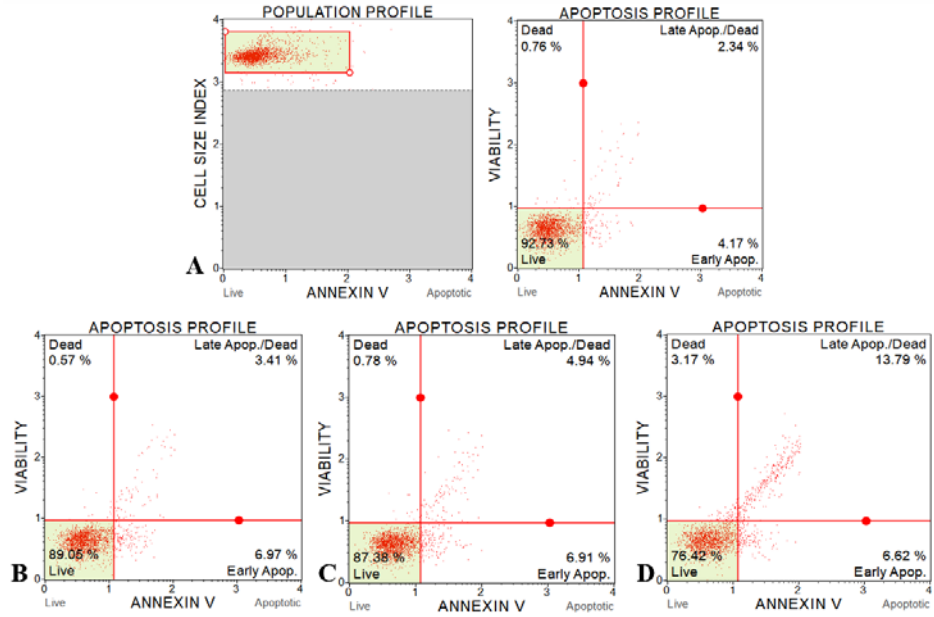 POPULATION PROFILE
CELL SIZE INDEX
4
3
2
1
0
0 1 2 3 4
Live ANNEXIN V Apoptotic
A
APOPTOSIS PROFILE
Dead Late Apop./Dead
0.76 % 2.34 %
VIABILITY
4
3
2
1
0
92.73 % 4.17 %
Live Early Apop.
0 1 2 3 4
Live ANNEXIN V Apoptotic
APOPTOSIS PROFILE
Dead Late Apop./Dead
0.57 % 3.41 %
VIABILITY
4
3
2
1
0
89.05 % 6.97 %
Live Early Apop.
0 1 2 3 4
Live ANNEXIN V Apoptotic
B
APOPTOSIS PROFILE
Dead Late Apop./Dead
0.78 % 4.94 %
VIABILITY
4
3
2
1
0
87.38 % 6.91 %
Live Early Apop.
0 1 2 3 4
Live ANNEXIN V Apoptotic
C
APOPTOSIS PROFILE
Dead Late Apop./Dead
3.17 % 13.79 %
VIABILITY
4
3
2
1
0
76.42 % 6.62 %
Live Early Apop.
0 1 2 3 4
Live ANNEXIN V Apoptotic
D